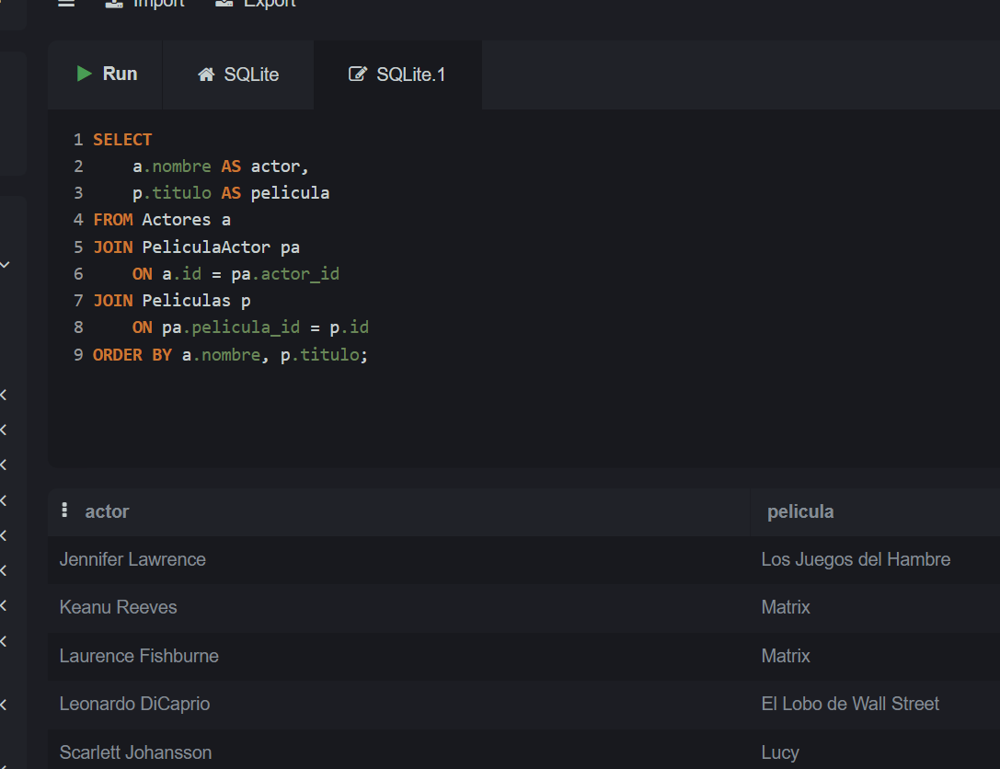 Import Export
Run SQLite SQLite.1
1 SELECT
2 a.nombre AS actor,
3 p.titulo AS pelicula
4 FROM Actores a
5 JOIN PeliculaActor pa
6 ON a.id = pa.actor_id
7 JOIN Peliculas p
8 ON pa.pelicula_id = p.id
9 ORDER BY a.nombre, p.titulo;
actor pelicula
Jennifer Lawrence Los Juegos del Hambre
Keanu Reeves Matrix
Laurence Fishburne Matrix
Leonardo DiCaprio El Lobo de Wall Street
Scarlett Johansson Lucy